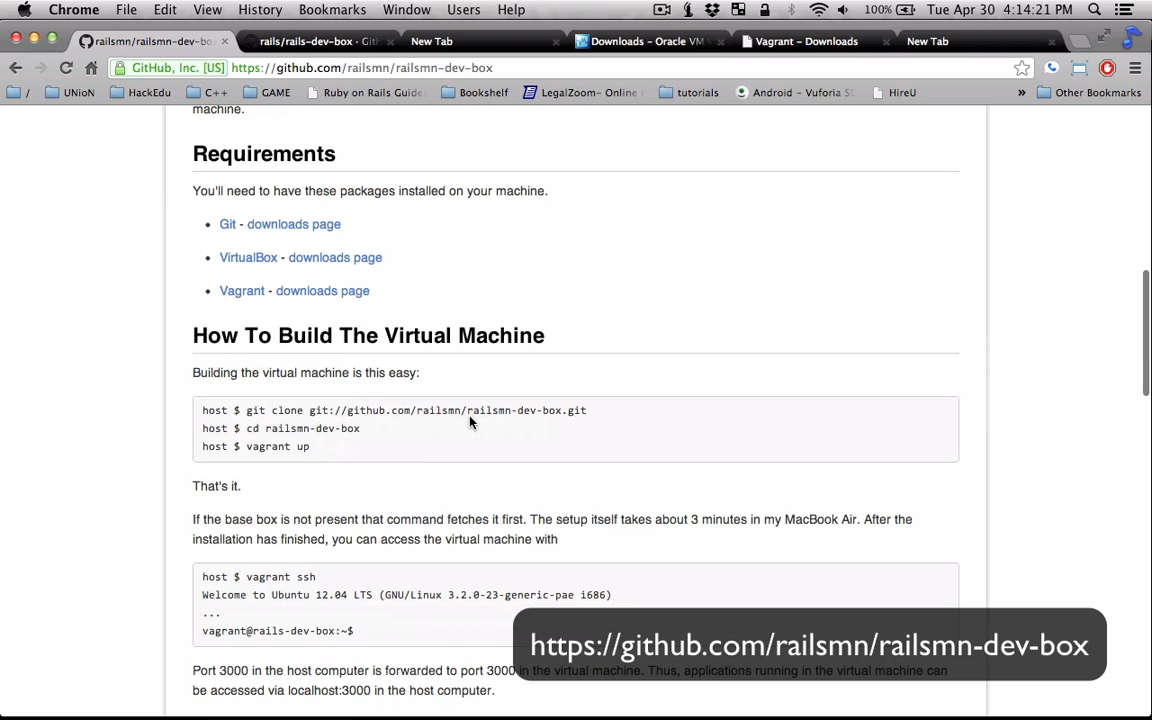 Chrome File Edit View History Bookmarks Window Users Help 100% Tue Apr 30 4:14:21 PM
railsmn/railsmn-dev-bo rails/rails-dev-box · Git New Tab Downloads – Oracle VM Vagrant – Downloads New Tab
GitHub, Inc. [US] https://github.com/railsmn/railsmn-dev-box
/ UNioN HackEdu C++ GAME Ruby on Rails Guide Bookshelf LegalZoom– Online tutorials Android – Vuforia SD HireU » Other Bookmarks
machine.
Requirements
You'll need to have these packages installed on your machine.
• Git - downloads page
• VirtualBox - downloads page
• Vagrant - downloads page
How To Build The Virtual Machine
Building the virtual machine is this easy:
host $ git clone git://github.com/railsmn/railsmn-dev-box.git
host $ cd railsmn-dev-box
host $ vagrant up
That's it.
If the base box is not present that command fetches it first. The setup itself takes about 3 minutes in my MacBook Air. After the
installation has finished, you can access the virtual machine with
host $ vagrant ssh
Welcome to Ubuntu 12.04 LTS (GNU/Linux 3.2.0-23-generic-pae i686)
...
vagrant@rails-dev-box:~$
https://github.com/railsmn/railsmn-dev-box
Port 3000 in the host computer is forwarded to port 3000 in the virtual machine. Thus, applications running in the virtual machine can
be accessed via localhost:3000 in the host computer.